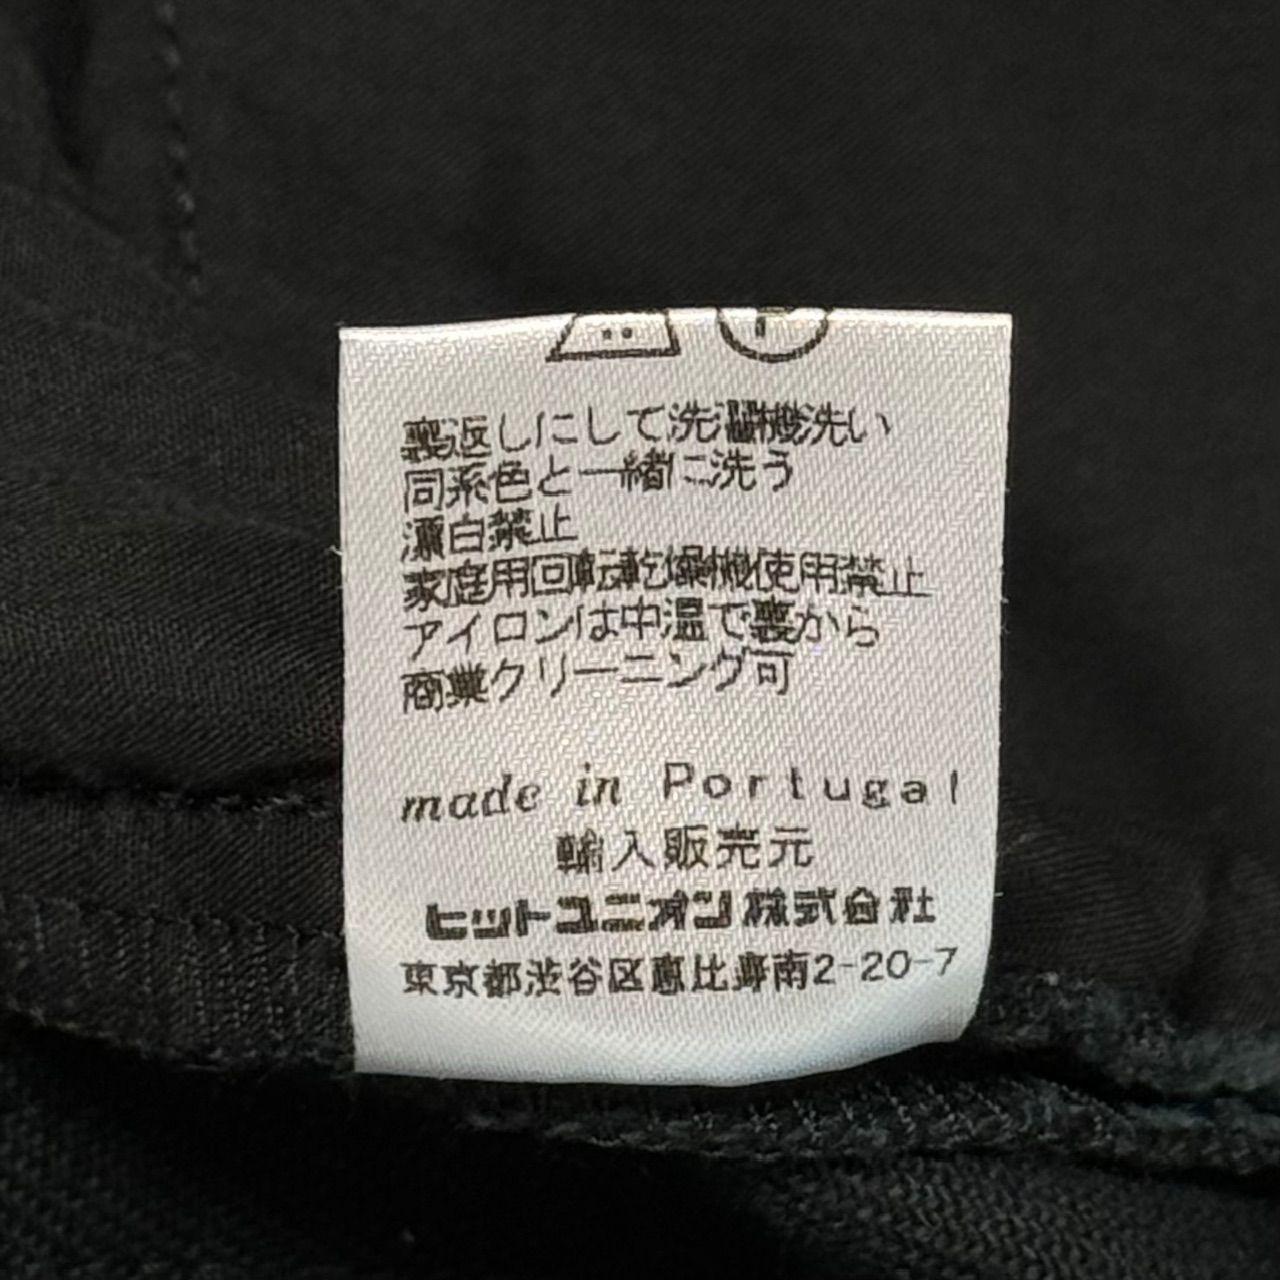 裏返しにして洗濯機洗い
同系色と一緒に洗う
漂白禁止
家庭用回転乾燥機使用禁止
アイロンは中温で裏から
商業クリーニング可
made in Portugal
輸入販売元
ヒットユニオン株式会社
東京都渋谷区恵比寿南2-20-7